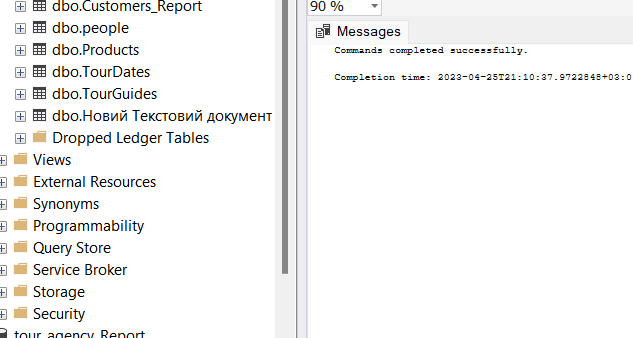 dbo.Customers_Report
dbo.people
dbo.Products
dbo.TourDates
dbo.TourGuides
dbo.Новий Текстовий документ
Dropped Ledger Tables
Views
External Resources
Synonyms
Programmability
Query Store
Service Broker
Storage
Security
tour_agency_Report
90 %
Messages
Commands completed successfully.
Completion time: 2023-04-25T21:10:37.9722848+03:0